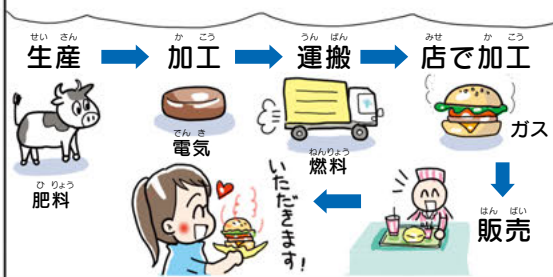 せい さん
生産
か こう
加工
うん ぱん
運搬
みせ か こう
店で加工
でん き
電気
ねんりょう
燃料
ガス
ひ りょう
肥料
いただきます!
はん ばい
販売